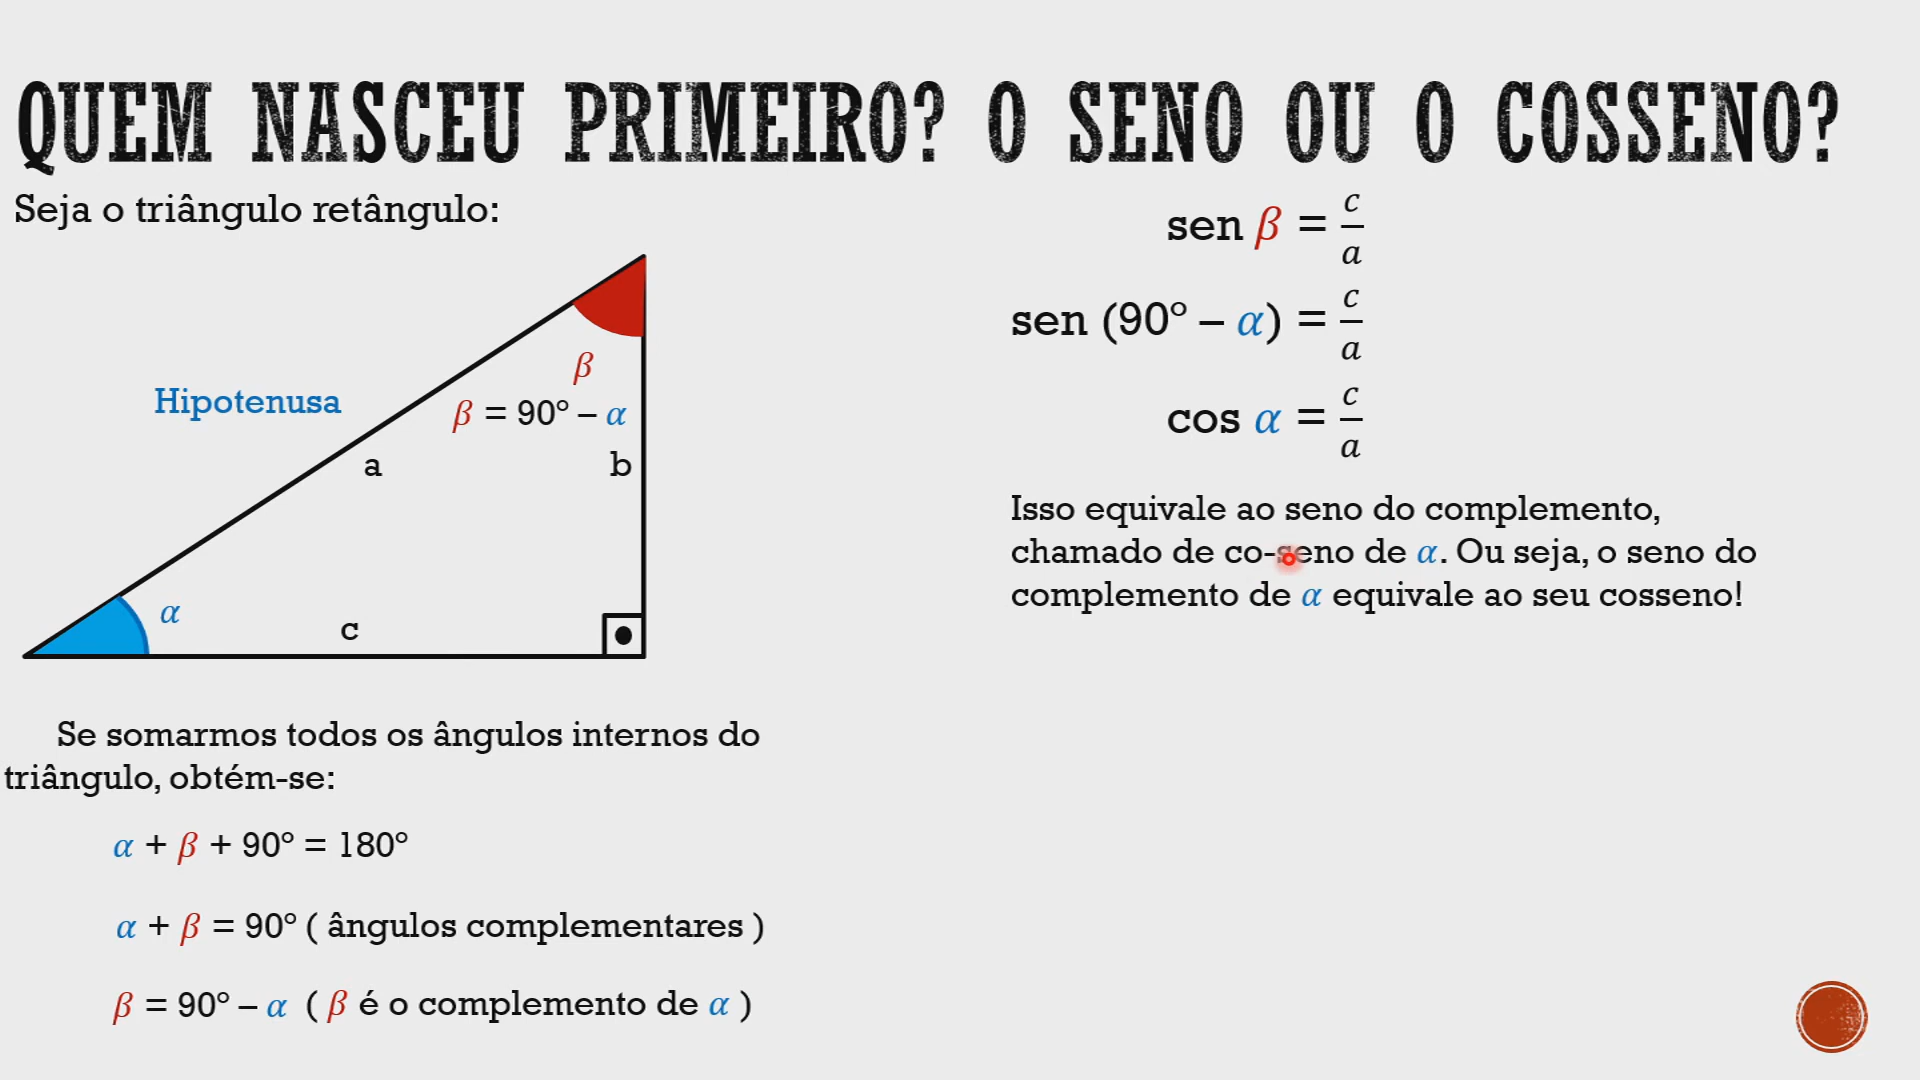 QUEM NASCEU PRIMEIRO? O SENO OU O COSSENO?
Seja o triângulo retângulo:
Hipotenusa
β
β = 90° – α
a
b
α
c
Se somarmos todos os ângulos internos do
triângulo, obtém-se:
α + β + 90° = 180°
α + β = 90° ( ângulos complementares )
β = 90° – α ( β é o complemento de α )
sen β = c/a
sen (90° – α) = c/a
cos α = c/a
Isso equivale ao seno do complemento,
chamado de co-seno de α. Ou seja, o seno do
complemento de α equivale ao seu cosseno!